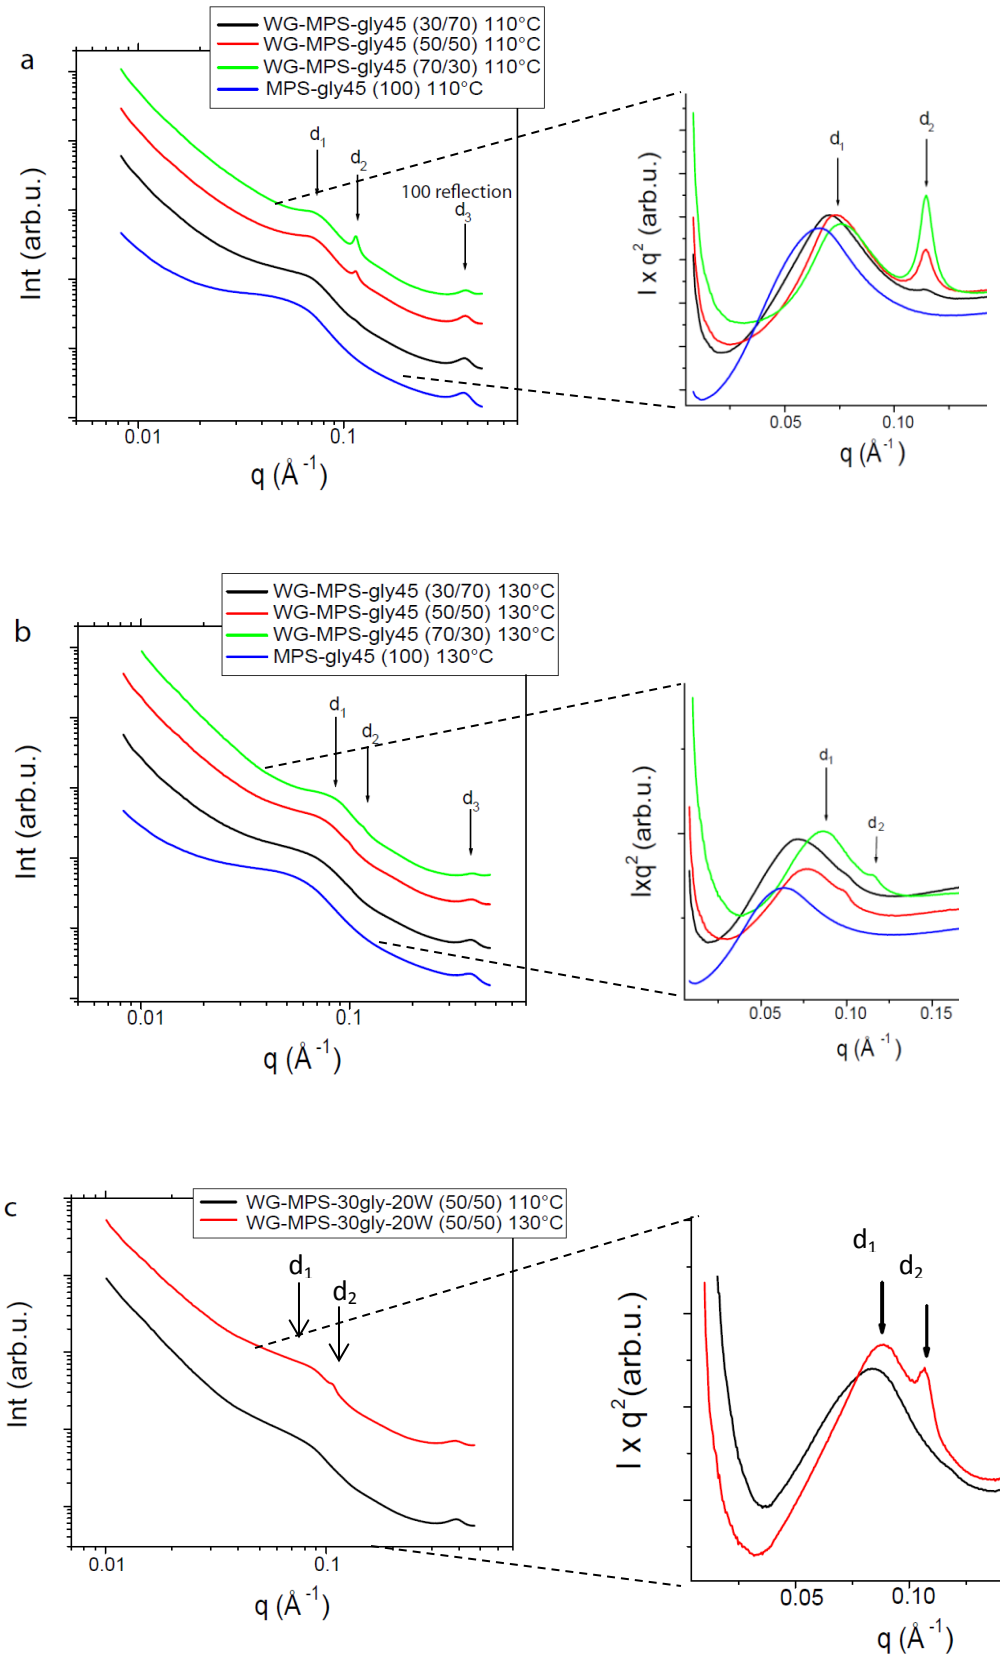 a
WG-MPS-gly45 (30/70) 110°C
WG-MPS-gly45 (50/50) 110°C
WG-MPS-gly45 (70/30) 110°C
MPS-gly45 (100) 110°C
Int (arb.u.)
d1
d2
100 reflection
d3
0.01
0.1
q (Å-1)
I x q2 (arb.u.)
d1
d2
0.05
0.10
q (Å-1)
b
WG-MPS-gly45 (30/70) 130°C
WG-MPS-gly45 (50/50) 130°C
WG-MPS-gly45 (70/30) 130°C
MPS-gly45 (100) 130°C
Int (arb.u.)
d1
d2
d3
0.01
0.1
q (Å-1)
Ixq2 (arb.u.)
d1
d2
0.05
0.10
0.15
q (Å-1)
c
WG-MPS-30gly-20W (50/50) 110°C
WG-MPS-30gly-20W (50/50) 130°C
Int (arb.u.)
d1
d2
0.01
0.1
q (Å-1)
I x q2(arb.u.)
d1
d2
0.05
0.10
q (Å-1)